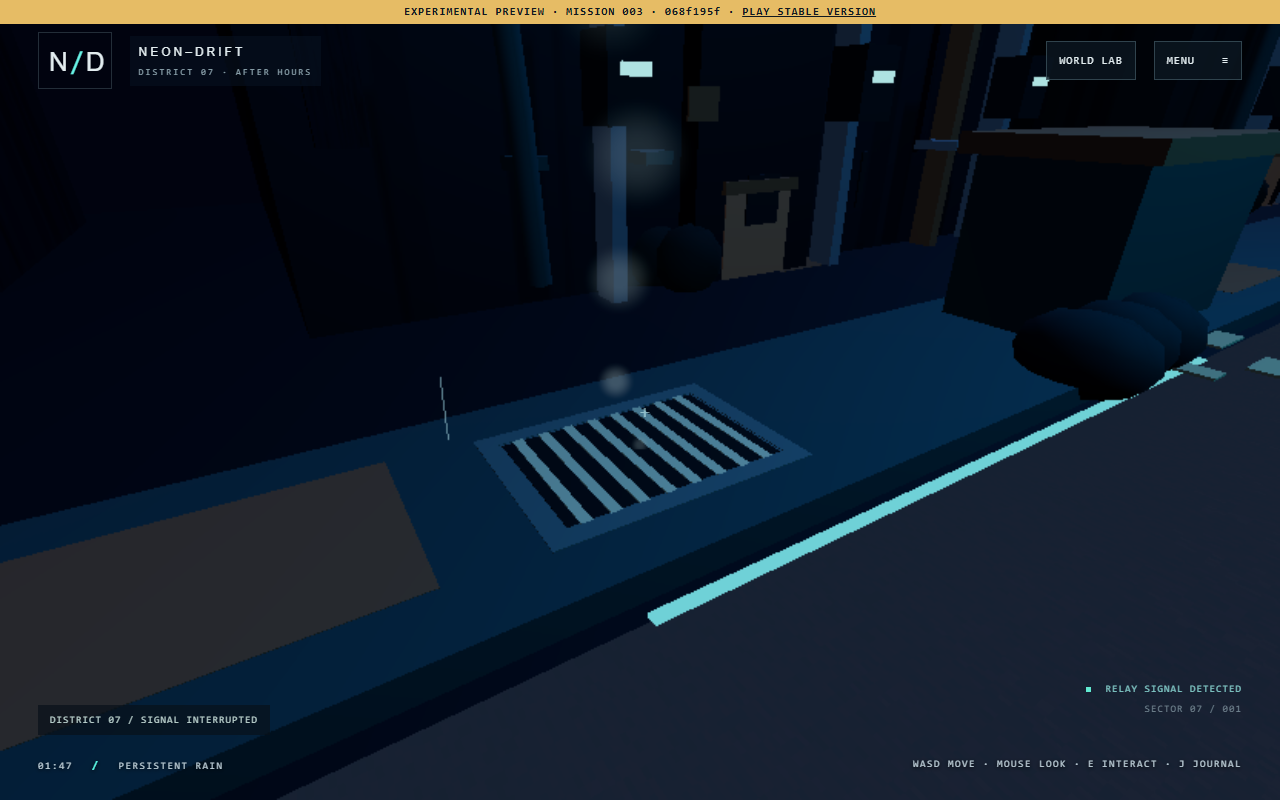 EXPERIMENTAL PREVIEW · MISSION 003 · 068f195f · PLAY STABLE VERSION
N/D
NEON—DRIFT
DISTRICT 07 · AFTER HOURS
WORLD LAB
MENU ≡
DISTRICT 07 / SIGNAL INTERRUPTED
01:47 / PERSISTENT RAIN
RELAY SIGNAL DETECTED
SECTOR 07 / 001
WASD MOVE · MOUSE LOOK · E INTERACT · J JOURNAL